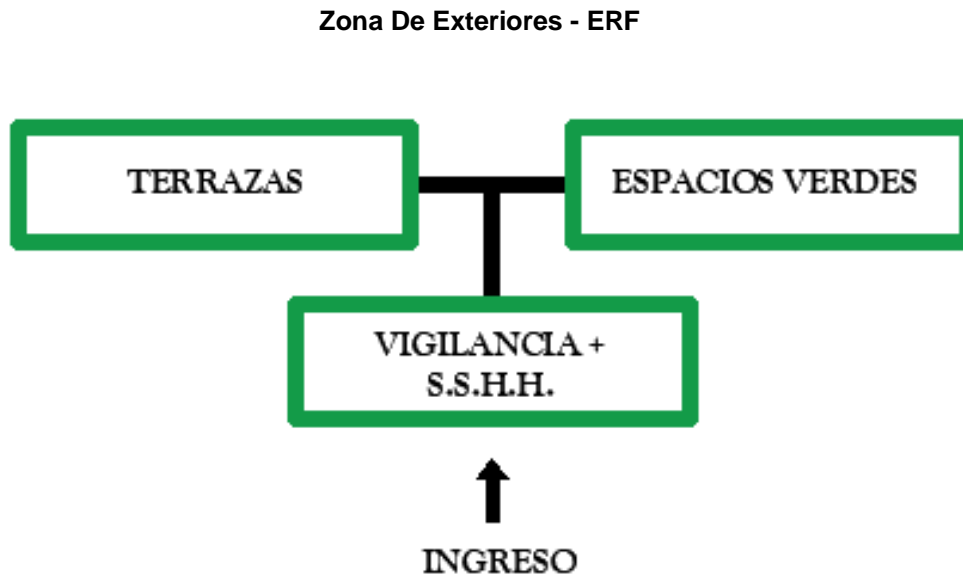 Zona De Exteriores - ERF
TERRAZAS
ESPACIOS VERDES
VIGILANCIA +
S.S.H.H.
INGRESO